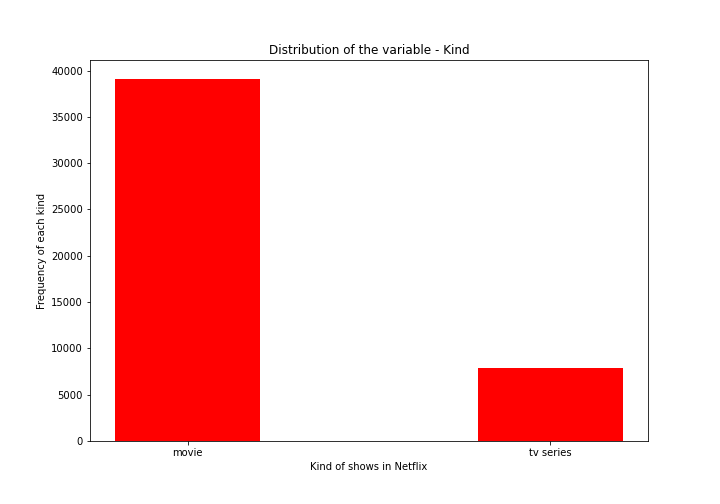 Distribution of the variable - Kind
Frequency of each kind
40000
35000
30000
25000
20000
15000
10000
5000
0
movie
tv series
Kind of shows in Netflix